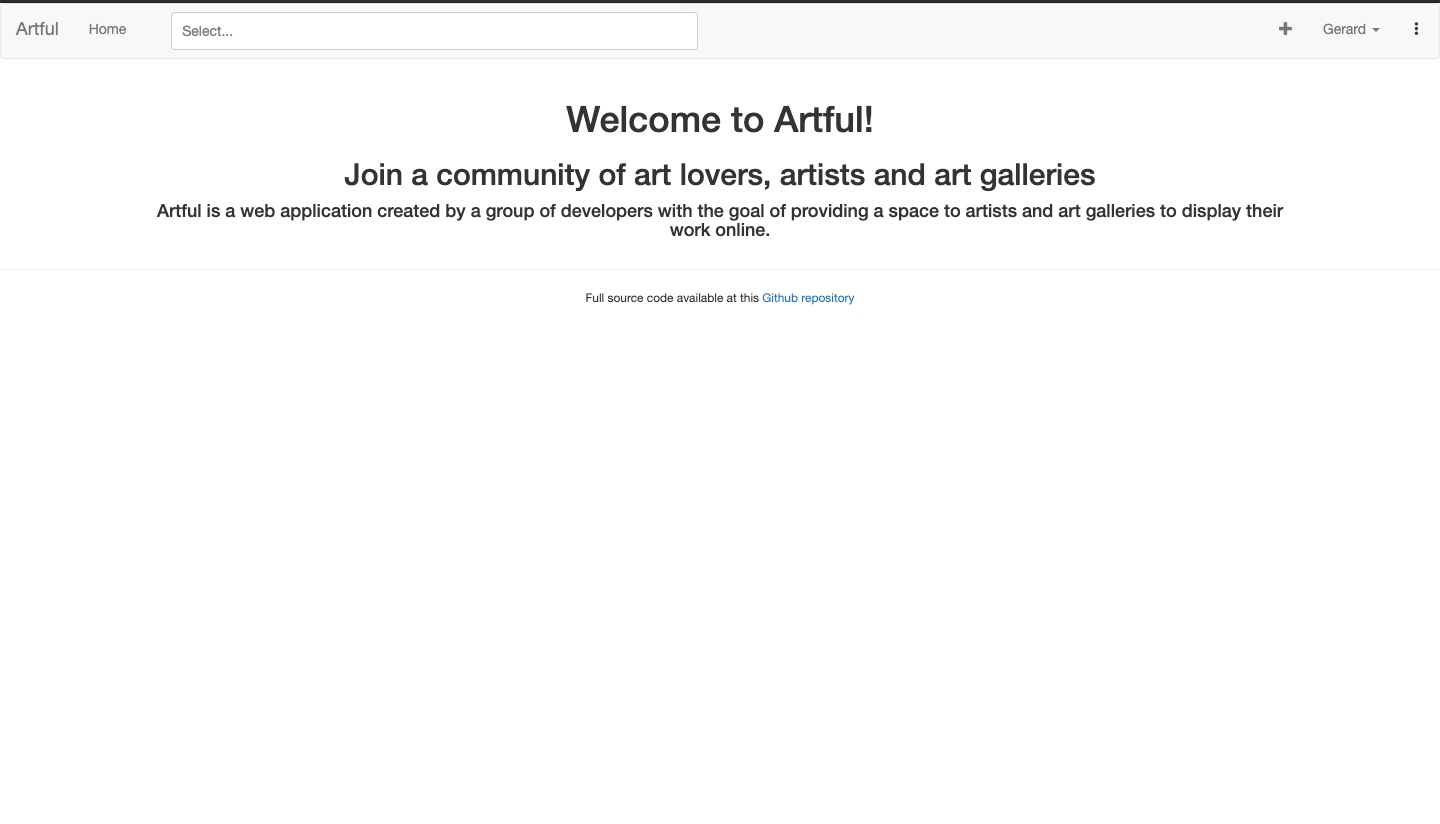 Artful Home Select... Gerard
Welcome to Artful!
Join a community of art lovers, artists and art galleries
Artful is a web application created by a group of developers with the goal of providing a space to artists and art galleries to display their
work online.
Full source code available at this Github repository